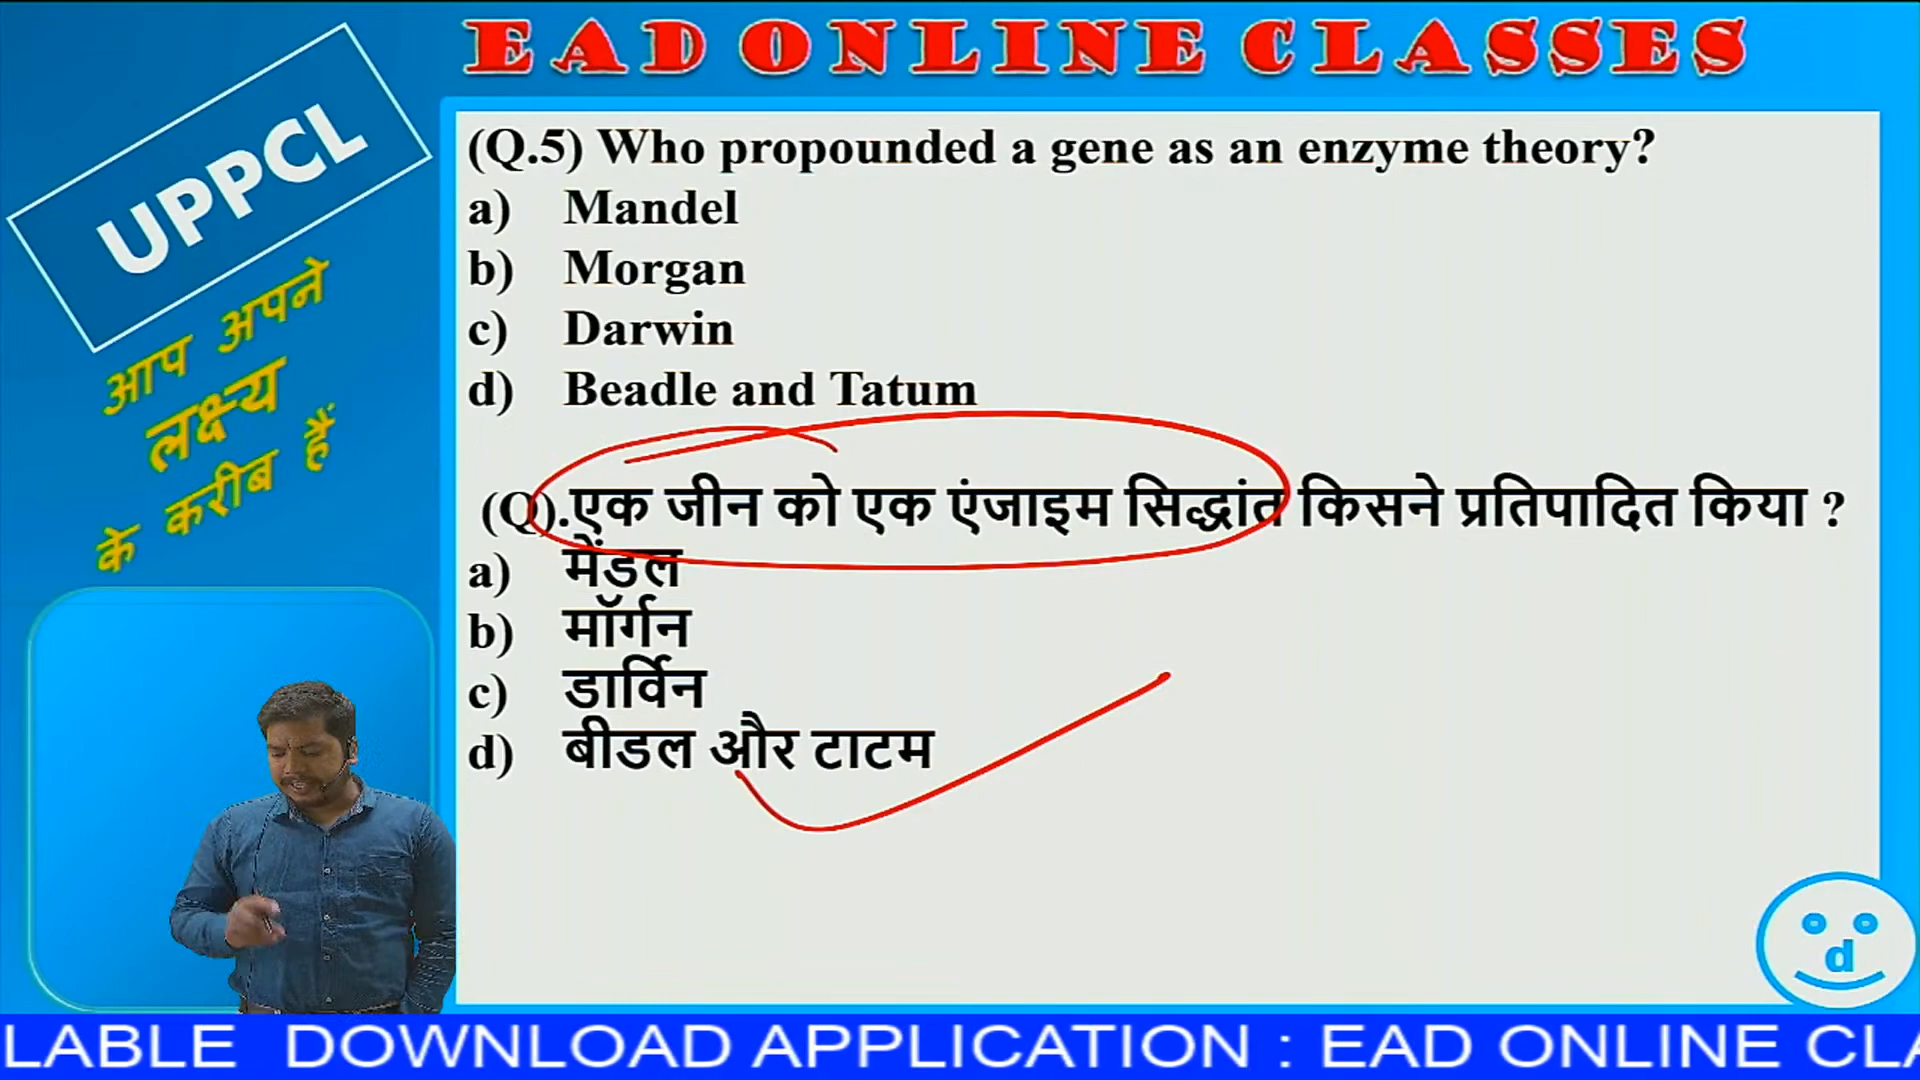 EAD ONLINE CLASSES
UPPCL
आप अपने
लक्ष्य
के करीब हैं
(Q.5) Who propounded a gene as an enzyme theory?
a) Mandel
b) Morgan
c) Darwin
d) Beadle and Tatum
(Q).एक जीन को एक एंजाइम सिद्धांत किसने प्रतिपादित किया ?
a) मेंडल
b) मॉर्गन
c) डार्विन
d) बीडल और टाटम
d
LABLE DOWNLOAD APPLICATION : EAD ONLINE CLA